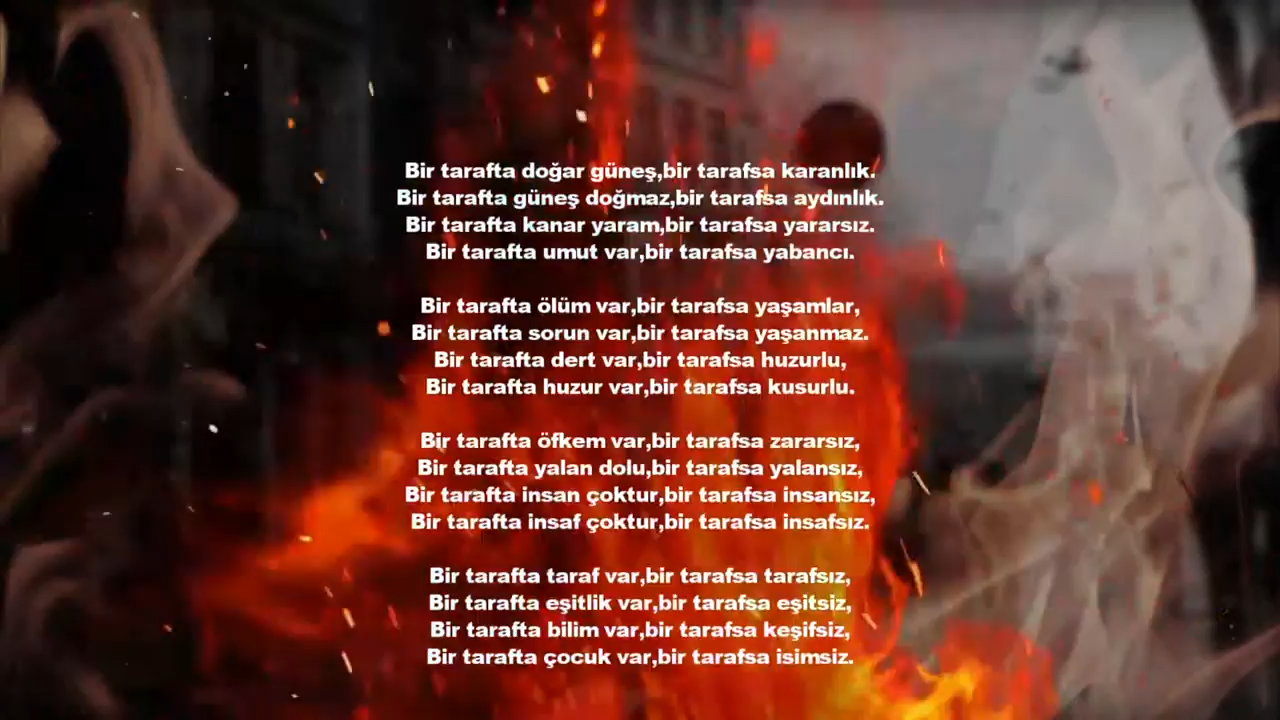 Bir tarafta doğar güneş,bir tarafsa karanlık.
Bir tarafta güneş doğmaz,bir tarafsa aydınlık.
Bir tarafta kanar yaram,bir tarafsa yararsız.
Bir tarafta umut var,bir tarafsa yabancı.
Bir tarafta ölüm var,bir tarafsa yaşamlar,
Bir tarafta sorun var,bir tarafsa yaşanmaz.
Bir tarafta dert var,bir tarafsa huzurlu,
Bir tarafta huzur var,bir tarafsa kusurlu.
Bir tarafta öfkem var,bir tarafsa zararsız,
Bir tarafta yalan dolu,bir tarafsa yalansız,
Bir tarafta insan çoktur,bir tarafsa insansız,
Bir tarafta insaf çoktur,bir tarafsa insafsız.
Bir tarafta taraf var,bir tarafsa tarafsız,
Bir tarafta eşitlik var,bir tarafsa eşitsiz,
Bir tarafta bilim var,bir tarafsa keşifsiz,
Bir tarafta çocuk var,bir tarafsa isimsiz.